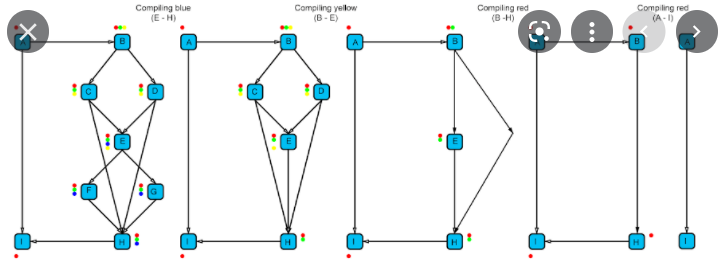 Compiling blue
(E - H)
Compiling yellow
(B - E)
Compiling red
(B -H)
Compiling red
(A - I)
A
B
C
D
E
F
G
I
H
A
B
C
D
E
I
H
A
B
E
I
H
B
I
H
A
I